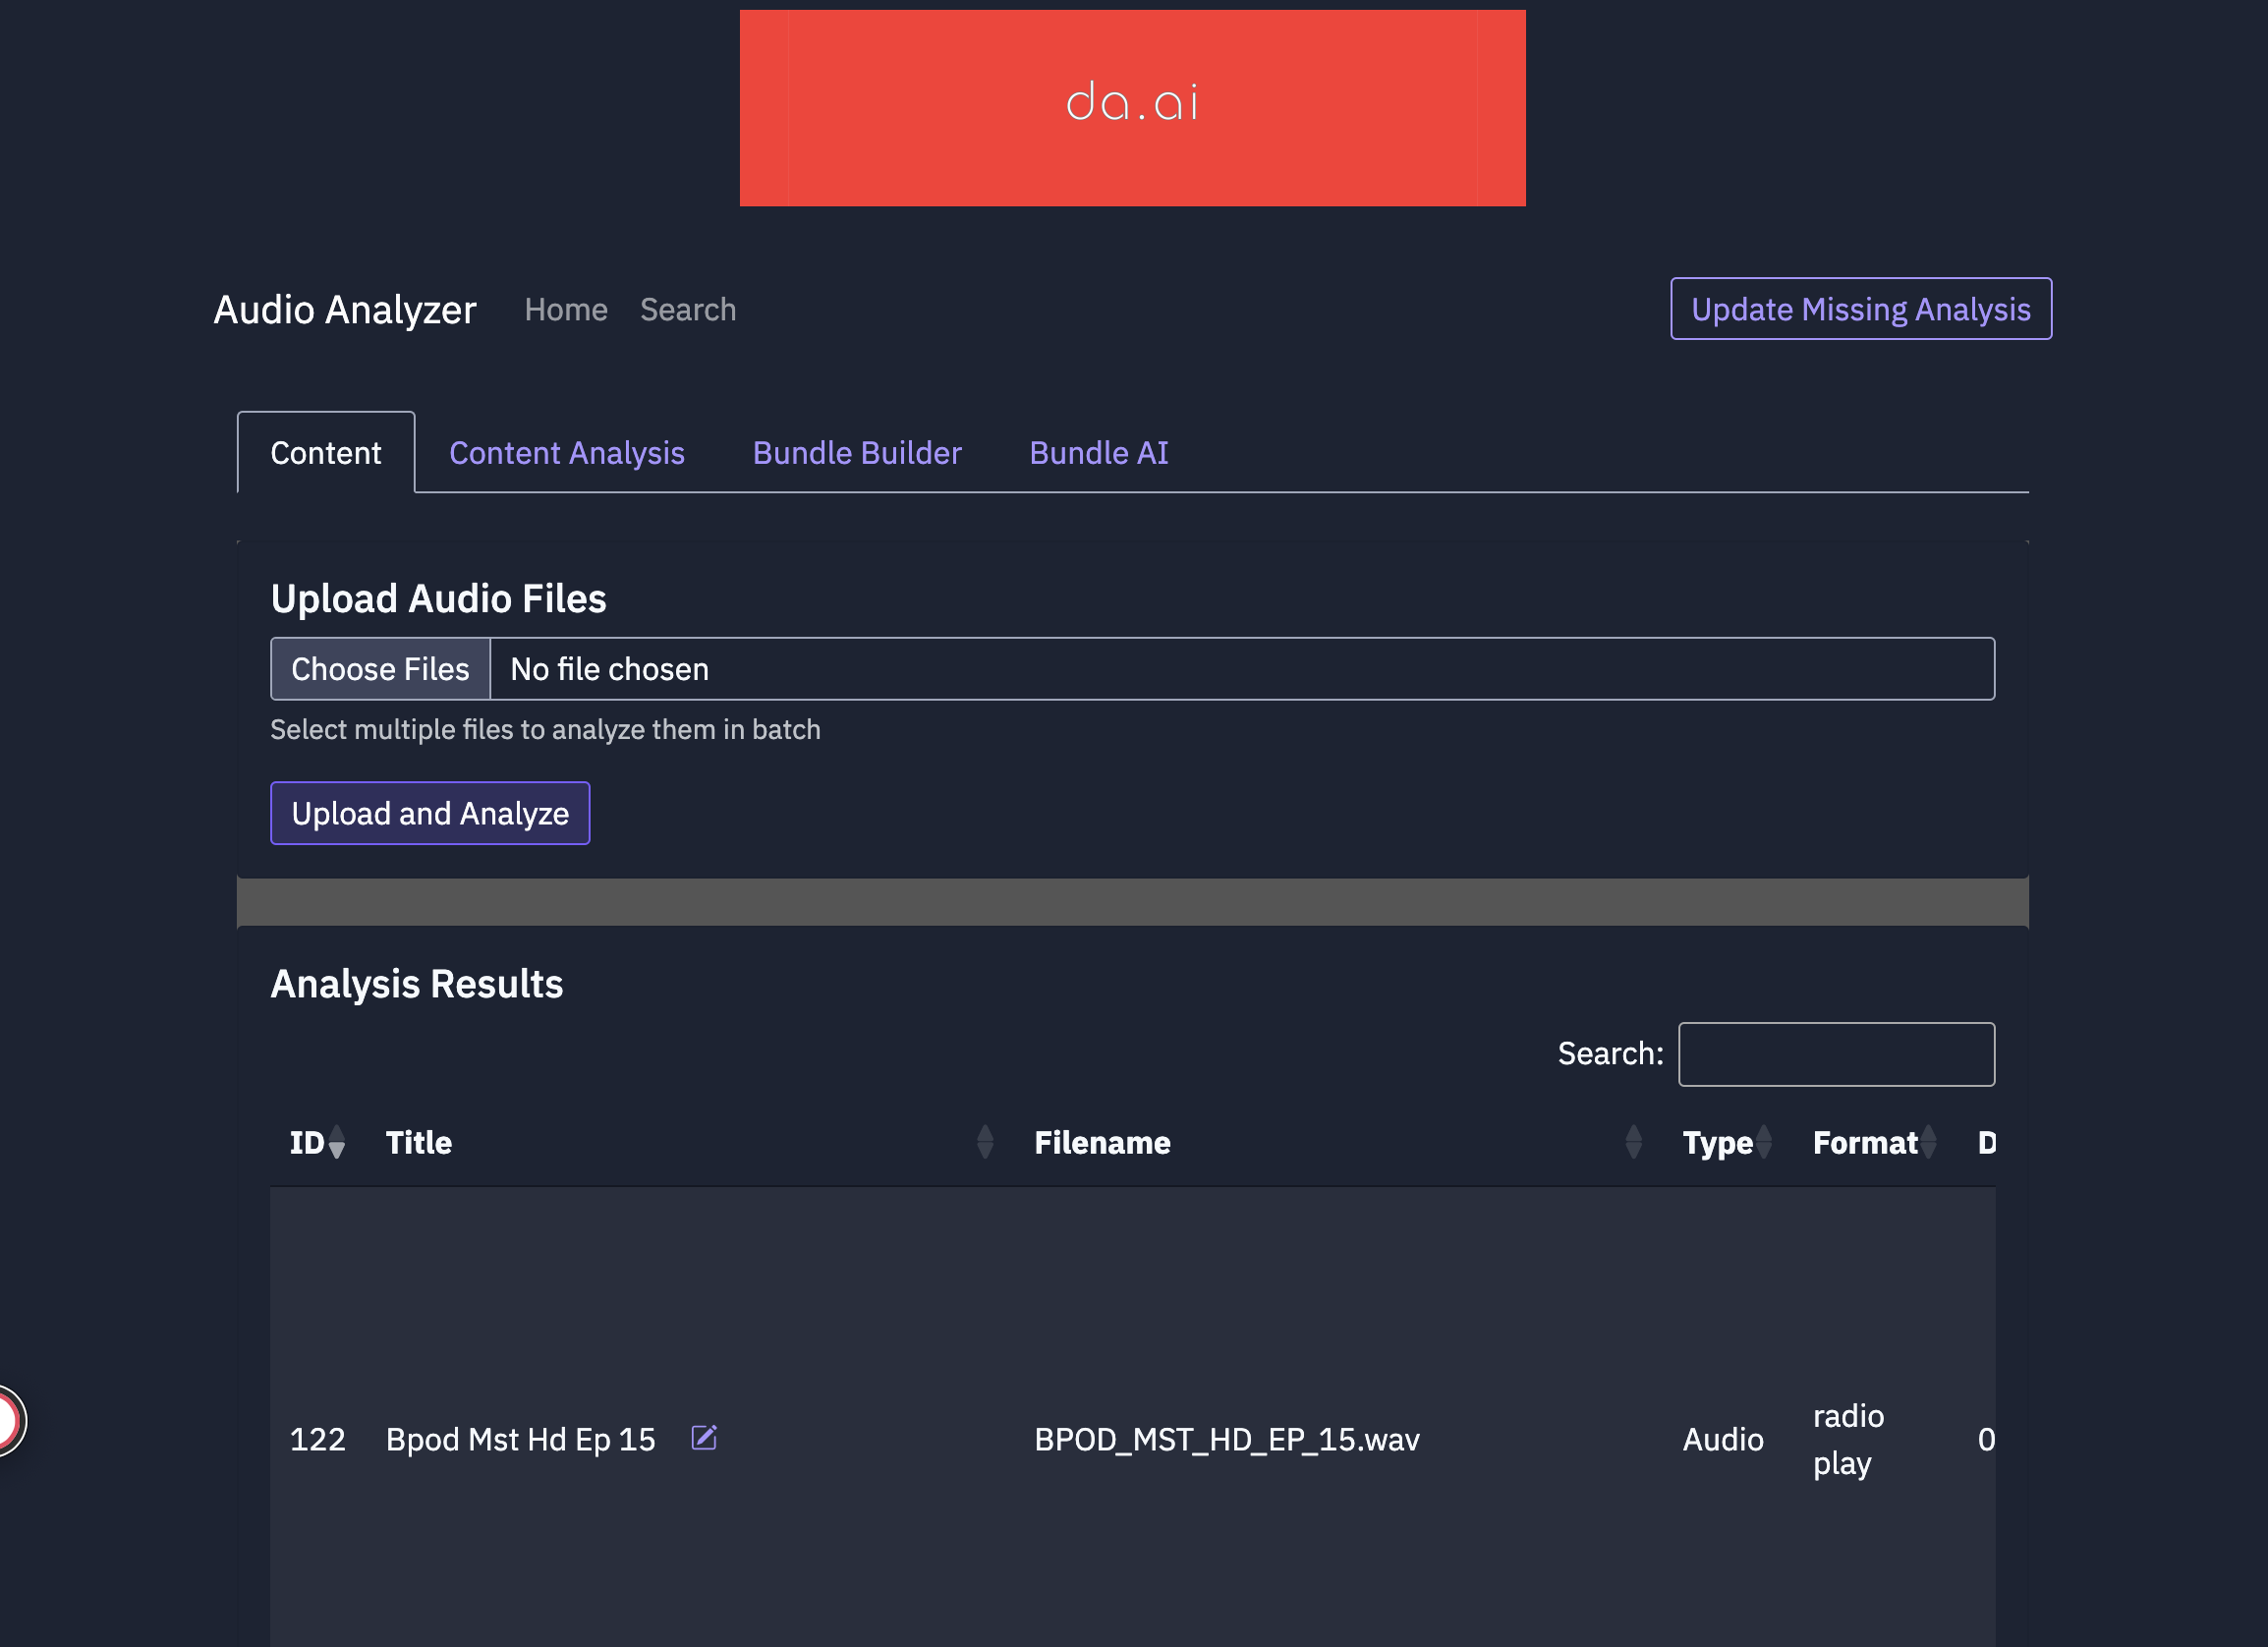 da.ai
Audio Analyzer Home Search Update Missing Analysis
Content Content Analysis Bundle Builder Bundle AI
Upload Audio Files
Choose Files No file chosen
Select multiple files to analyze them in batch
Upload and Analyze
Analysis Results
Search:
ID Title Filename Type Format D
122 Bpod Mst Hd Ep 15 BPOD_MST_HD_EP_15.wav Audio radio play 0